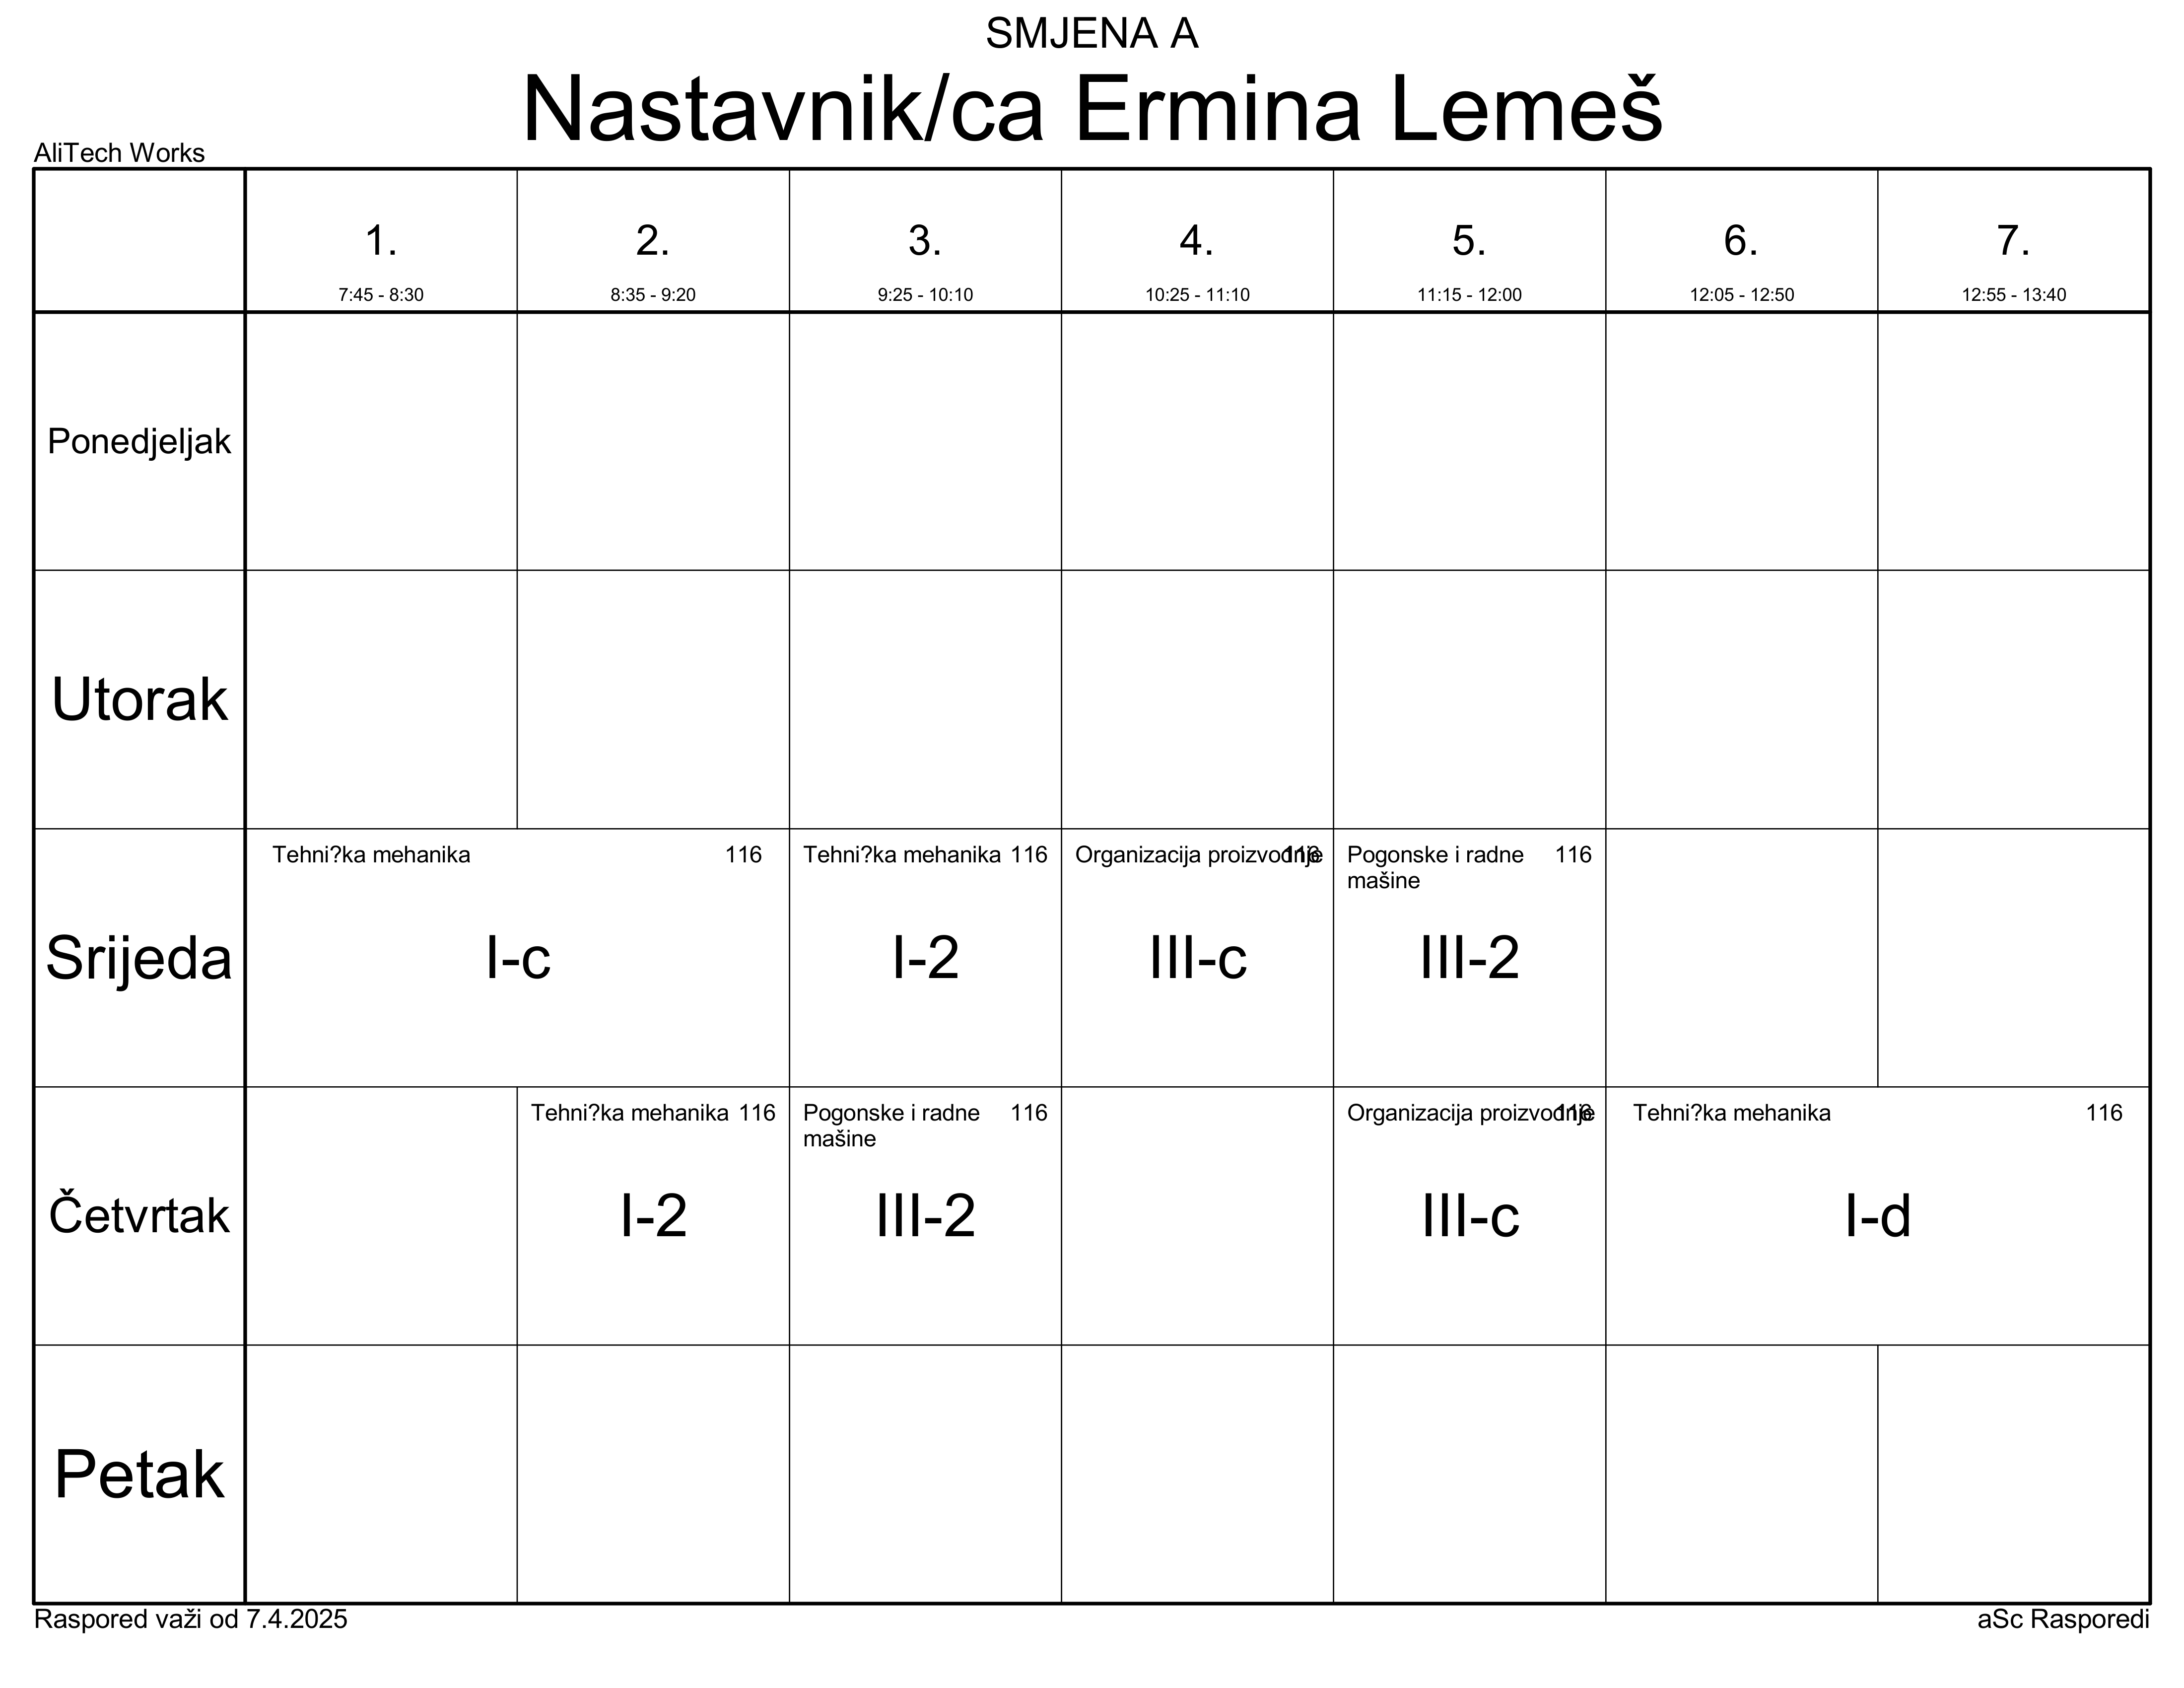 SMJENA A
Nastavnik/ca Ermina Lemeš
AliTech Works
1. 2. 3. 4. 5. 6. 7.
7:45 - 8:30 8:35 - 9:20 9:25 - 10:10 10:25 - 11:10 11:15 - 12:00 12:05 - 12:50 12:55 - 13:40
Ponedjeljak
Utorak
Srijeda
Tehni?ka mehanika 116
I-c
Tehni?ka mehanika 116
I-2
Organizacija proizvodnje 116
III-c
Pogonske i radne 116
mašine
III-2
Četvrtak
Tehni?ka mehanika 116
I-2
Pogonske i radne 116
mašine
III-2
Organizacija proizvodnje 116
III-c
Tehni?ka mehanika 116
I-d
Petak
Raspored važi od 7.4.2025
aSc Rasporedi